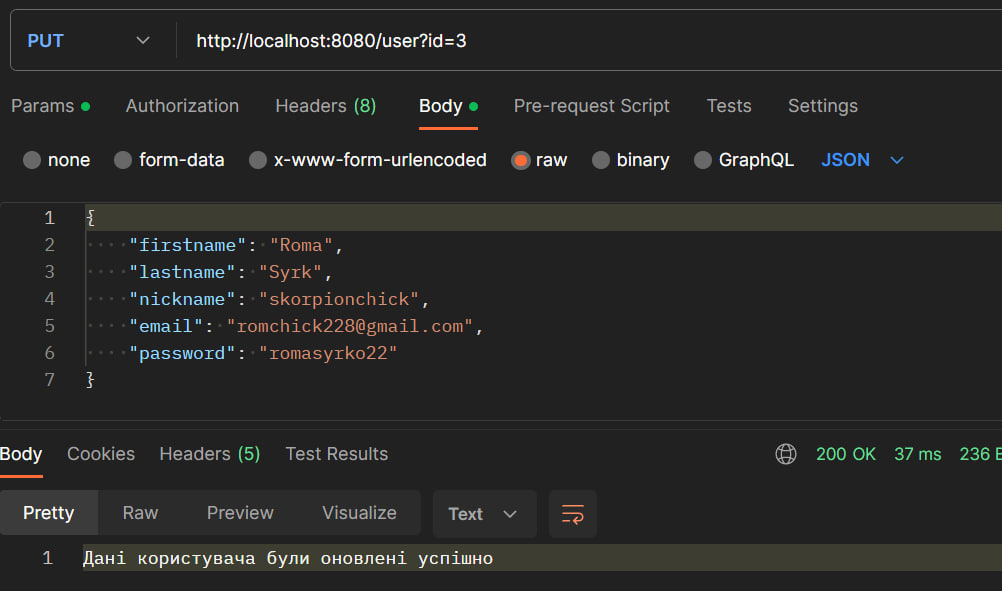 PUT http://localhost:8080/user?id=3
Params Authorization Headers (8) Body Pre-request Script Tests Settings
none form-data x-www-form-urlencoded raw binary GraphQL JSON
1 {
2 "firstname": "Roma",
3 "lastname": "Syrk",
4 "nickname": "skorpionchick",
5 "email": "romchick228@gmail.com",
6 "password": "romasyrko22"
7 }
Body Cookies Headers (5) Test Results 200 OK 37 ms 236 B
Pretty Raw Preview Visualize Text
1 Дані користувача були оновлені успішно